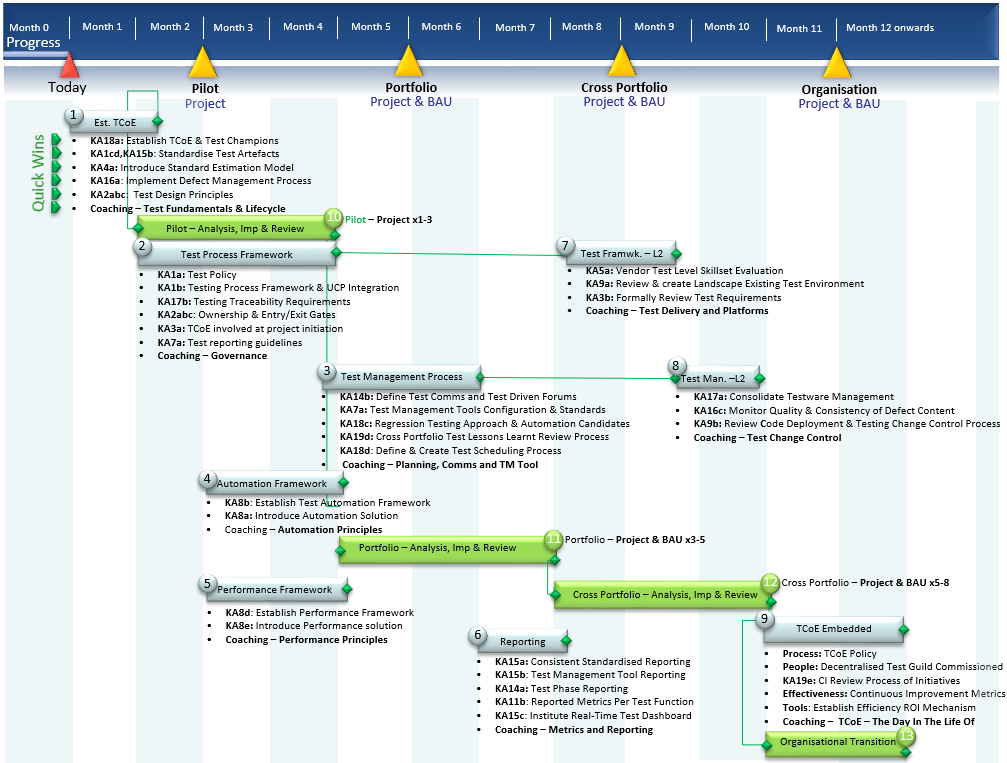 Month 0
Month 1
Month 2
Month 3
Month 4
Month 5
Month 6
Month 7
Month 8
Month 9
Month 10
Month 11
Month 12 onwards
Progress
Today
Pilot
Project
Portfolio
Project & BAU
Cross Portfolio
Project & BAU
Organisation
Project & BAU
Quick Wins
1
Est. TCoE
• KA18a: Establish TCoE & Test Champions
• KA1cd,KA15b: Standardise Test Artefacts
• KA4a: Introduce Standard Estimation Model
• KA16a: Implement Defect Management Process
• KA2abc: Test Design Principles
• Coaching – Test Fundamentals & Lifecycle
Pilot – Analysis, Imp & Review
10
Pilot – Project x1-3
2
Test Process Framework
• KA1a: Test Policy
• KA1b: Testing Process Framework & UCP Integration
• KA17b: Testing Traceability Requirements
• KA2abc: Ownership & Entry/Exit Gates
• KA3a: TCoE involved at project initiation
• KA7a: Test reporting guidelines
• Coaching – Governance
7
Test Framwk. – L2
• KA5a: Vendor Test Level Skillset Evaluation
• KA9a: Review & create Landscape Existing Test Environment
• KA3b: Formally Review Test Requirements
• Coaching – Test Delivery and Platforms
3
Test Management Process
• KA14b: Define Test Comms and Test Driven Forums
• KA7a: Test Management Tools Configuration & Standards
• KA18c: Regression Testing Approach & Automation Candidates
• KA19d: Cross Portfolio Test Lessons Learnt Review Process
• KA18d: Define & Create Test Scheduling Process
• Coaching – Planning, Comms and TM Tool
8
Test Man. –L2
• KA17a: Consolidate Testware Management
• KA16c: Monitor Quality & Consistency of Defect Content
• KA9b: Review Code Deployment & Testing Change Control Process
• Coaching – Test Change Control
4
Automation Framework
• KA8b: Establish Test Automation Framework
• KA8a: Introduce Automation Solution
• Coaching – Automation Principles
Portfolio – Analysis, Imp & Review
11
Portfolio – Project & BAU x3-5
5
Performance Framework
• KA8d: Establish Performance Framework
• KA8e: Introduce Performance solution
• Coaching – Performance Principles
Cross Portfolio – Analysis, Imp & Review
12
Cross Portfolio – Project & BAU x5-8
6
Reporting
• KA15a: Consistent Standardised Reporting
• KA15b: Test Management Tool Reporting
• KA14a: Test Phase Reporting
• KA11b: Reported Metrics Per Test Function
• KA15c: Institute Real-Time Test Dashboard
• Coaching – Metrics and Reporting
9
TCoE Embedded
• Process: TCoE Policy
• People: Decentralised Test Guild Commissioned
• KA19e: CI Review Process of Initiatives
• Effectiveness: Continuous Improvement Metrics
• Tools: Establish Efficiency ROI Mechanism
• Coaching – TCoE – The Day In The Life Of
Organisational Transition
13